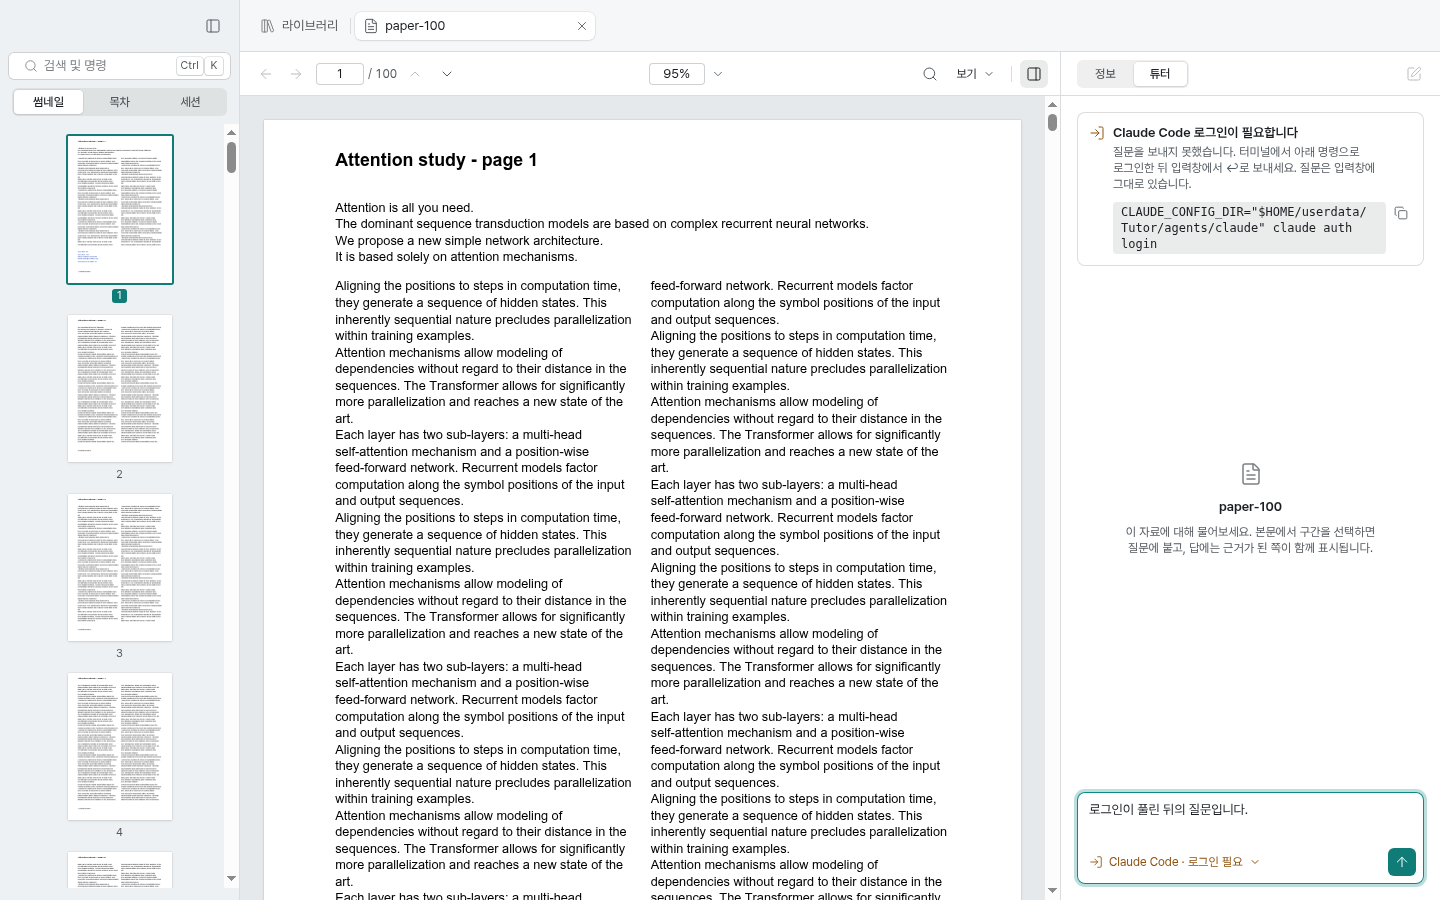 라이브러리
paper-100
검색 및 명령
Ctrl
K
썸네일
목차
세션
1
2
3
4
1
/ 100
95%
보기
Attention study - page 1
Attention is all you need.
The dominant sequence transduction models are based on complex recurrent neural networks.
We propose a new simple network architecture.
It is based solely on attention mechanisms.
Aligning the positions to steps in computation time,
they generate a sequence of hidden states. This
inherently sequential nature precludes parallelization
within training examples.
Attention mechanisms allow modeling of
dependencies without regard to their distance in the
sequences. The Transformer allows for significantly
more parallelization and reaches a new state of the
art.
Each layer has two sub-layers: a multi-head
self-attention mechanism and a position-wise
feed-forward network. Recurrent models factor
computation along the symbol positions of the input
and output sequences.
Aligning the positions to steps in computation time,
they generate a sequence of hidden states. This
inherently sequential nature precludes parallelization
within training examples.
Attention mechanisms allow modeling of
dependencies without regard to their distance in the
sequences. The Transformer allows for significantly
more parallelization and reaches a new state of the
art.
Each layer has two sub-layers: a multi-head
self-attention mechanism and a position-wise
feed-forward network. Recurrent models factor
computation along the symbol positions of the input
and output sequences.
Aligning the positions to steps in computation time,
they generate a sequence of hidden states. This
inherently sequential nature precludes parallelization
within training examples.
Attention mechanisms allow modeling of
dependencies without regard to their distance in the
sequences. The Transformer allows for significantly
more parallelization and reaches a new state of the
art.
Each layer has two sub-layers: a multi-head
feed-forward network. Recurrent models factor
computation along the symbol positions of the input
and output sequences.
Aligning the positions to steps in computation time,
they generate a sequence of hidden states. This
inherently sequential nature precludes parallelization
within training examples.
Attention mechanisms allow modeling of
dependencies without regard to their distance in the
sequences. The Transformer allows for significantly
more parallelization and reaches a new state of the
art.
Each layer has two sub-layers: a multi-head
self-attention mechanism and a position-wise
feed-forward network. Recurrent models factor
computation along the symbol positions of the input
and output sequences.
Aligning the positions to steps in computation time,
they generate a sequence of hidden states. This
inherently sequential nature precludes parallelization
within training examples.
Attention mechanisms allow modeling of
dependencies without regard to their distance in the
sequences. The Transformer allows for significantly
more parallelization and reaches a new state of the
art.
Each layer has two sub-layers: a multi-head
self-attention mechanism and a position-wise
feed-forward network. Recurrent models factor
computation along the symbol positions of the input
and output sequences.
Aligning the positions to steps in computation time,
they generate a sequence of hidden states. This
inherently sequential nature precludes parallelization
within training examples.
Attention mechanisms allow modeling of
dependencies without regard to their distance in the
self-attention mechanism and a position-wise
정보
튜터
Claude Code 로그인이 필요합니다
질문을 보내지 못했습니다. 터미널에서 아래 명령으로
로그인한 뒤 입력창에서 ↩로 보내세요. 질문은 입력창에
그대로 있습니다.
CLAUDE_CONFIG_DIR="$HOME/userdata/
Tutor/agents/claude" claude auth
login
paper-100
이 자료에 대해 물어보세요. 본문에서 구간을 선택하면
질문에 붙고, 답에는 근거가 된 쪽이 함께 표시됩니다.
로그인이 풀린 뒤의 질문입니다.
Claude Code · 로그인 필요